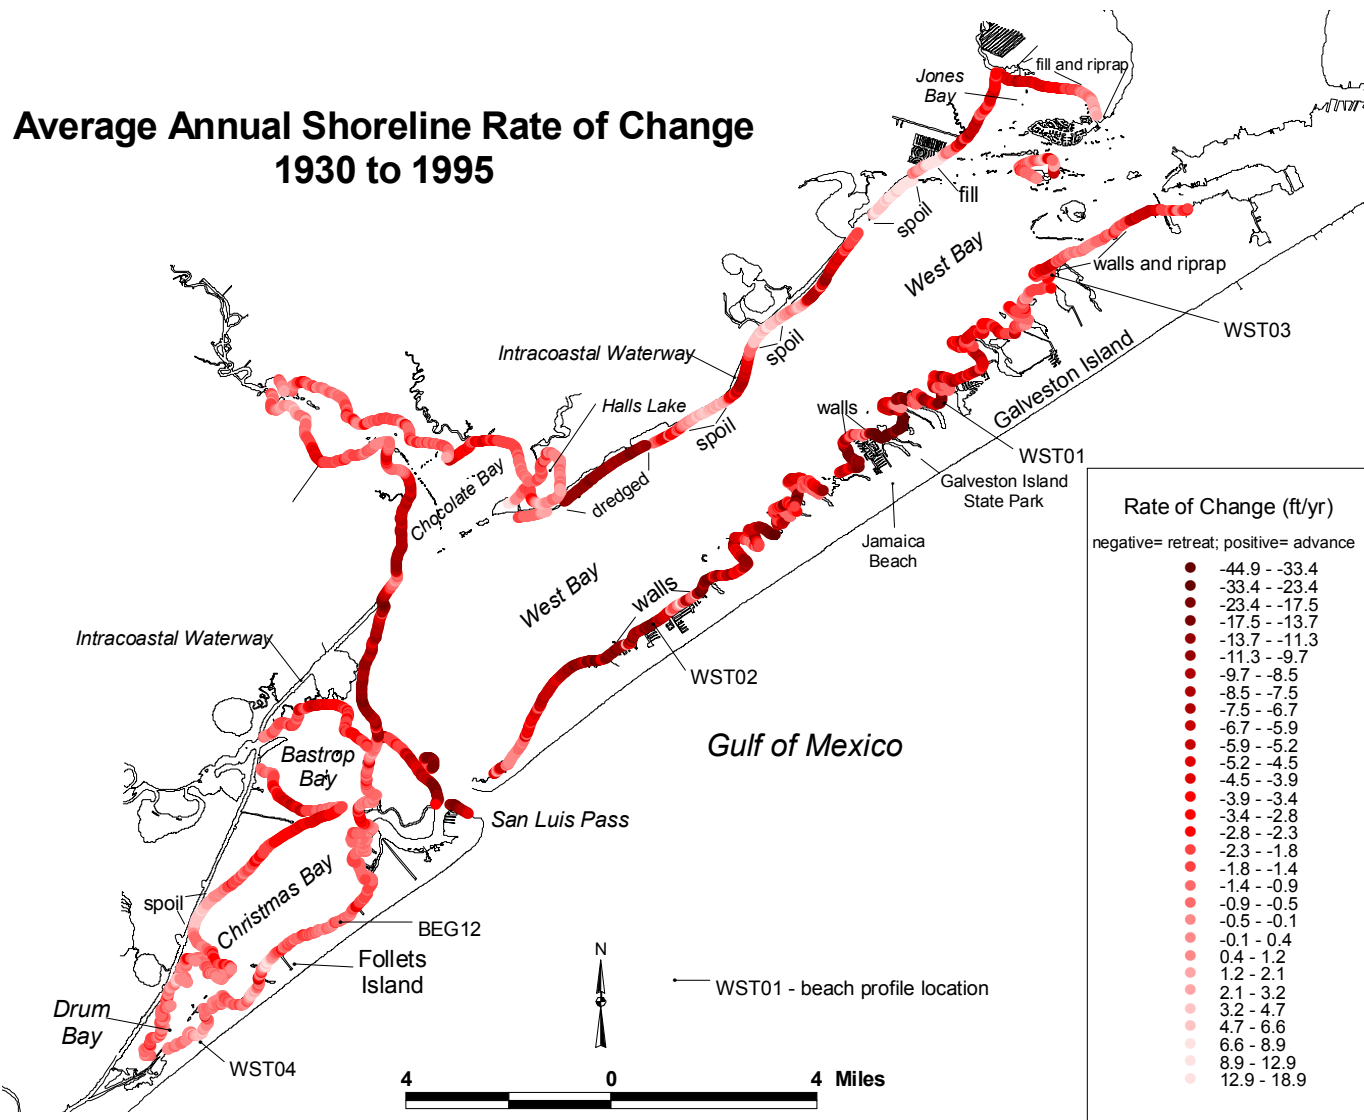 Average Annual Shoreline Rate of Change
1930 to 1995
Jones
Bay
fill and riprap
fill
spoil
West Bay
walls and riprap
WST03
Intracoastal Waterway
spoil
Halls Lake
spoil
Galveston Island
walls
WST01
Galveston Island
State Park
Chocolate Bay
dredged
Jamaica
Beach
West Bay
walls
Intracoastal Waterway
WST02
Gulf of Mexico
Bastrop
Bay
San Luis Pass
spoil
Christmas Bay
BEG12
Follets
Island
Drum
Bay
WST04
N
WST01 - beach profile location
4 0 4 Miles
Rate of Change (ft/yr)
negative= retreat; positive= advance
-44.9 - -33.4
-33.4 - -23.4
-23.4 - -17.5
-17.5 - -13.7
-13.7 - -11.3
-11.3 - -9.7
-9.7 - -8.5
-8.5 - -7.5
-7.5 - -6.7
-6.7 - -5.9
-5.9 - -5.2
-5.2 - -4.5
-4.5 - -3.9
-3.9 - -3.4
-3.4 - -2.8
-2.8 - -2.3
-2.3 - -1.8
-1.8 - -1.4
-1.4 - -0.9
-0.9 - -0.5
-0.5 - -0.1
-0.1 - 0.4
0.4 - 1.2
1.2 - 2.1
2.1 - 3.2
3.2 - 4.7
4.7 - 6.6
6.6 - 8.9
8.9 - 12.9
12.9 - 18.9